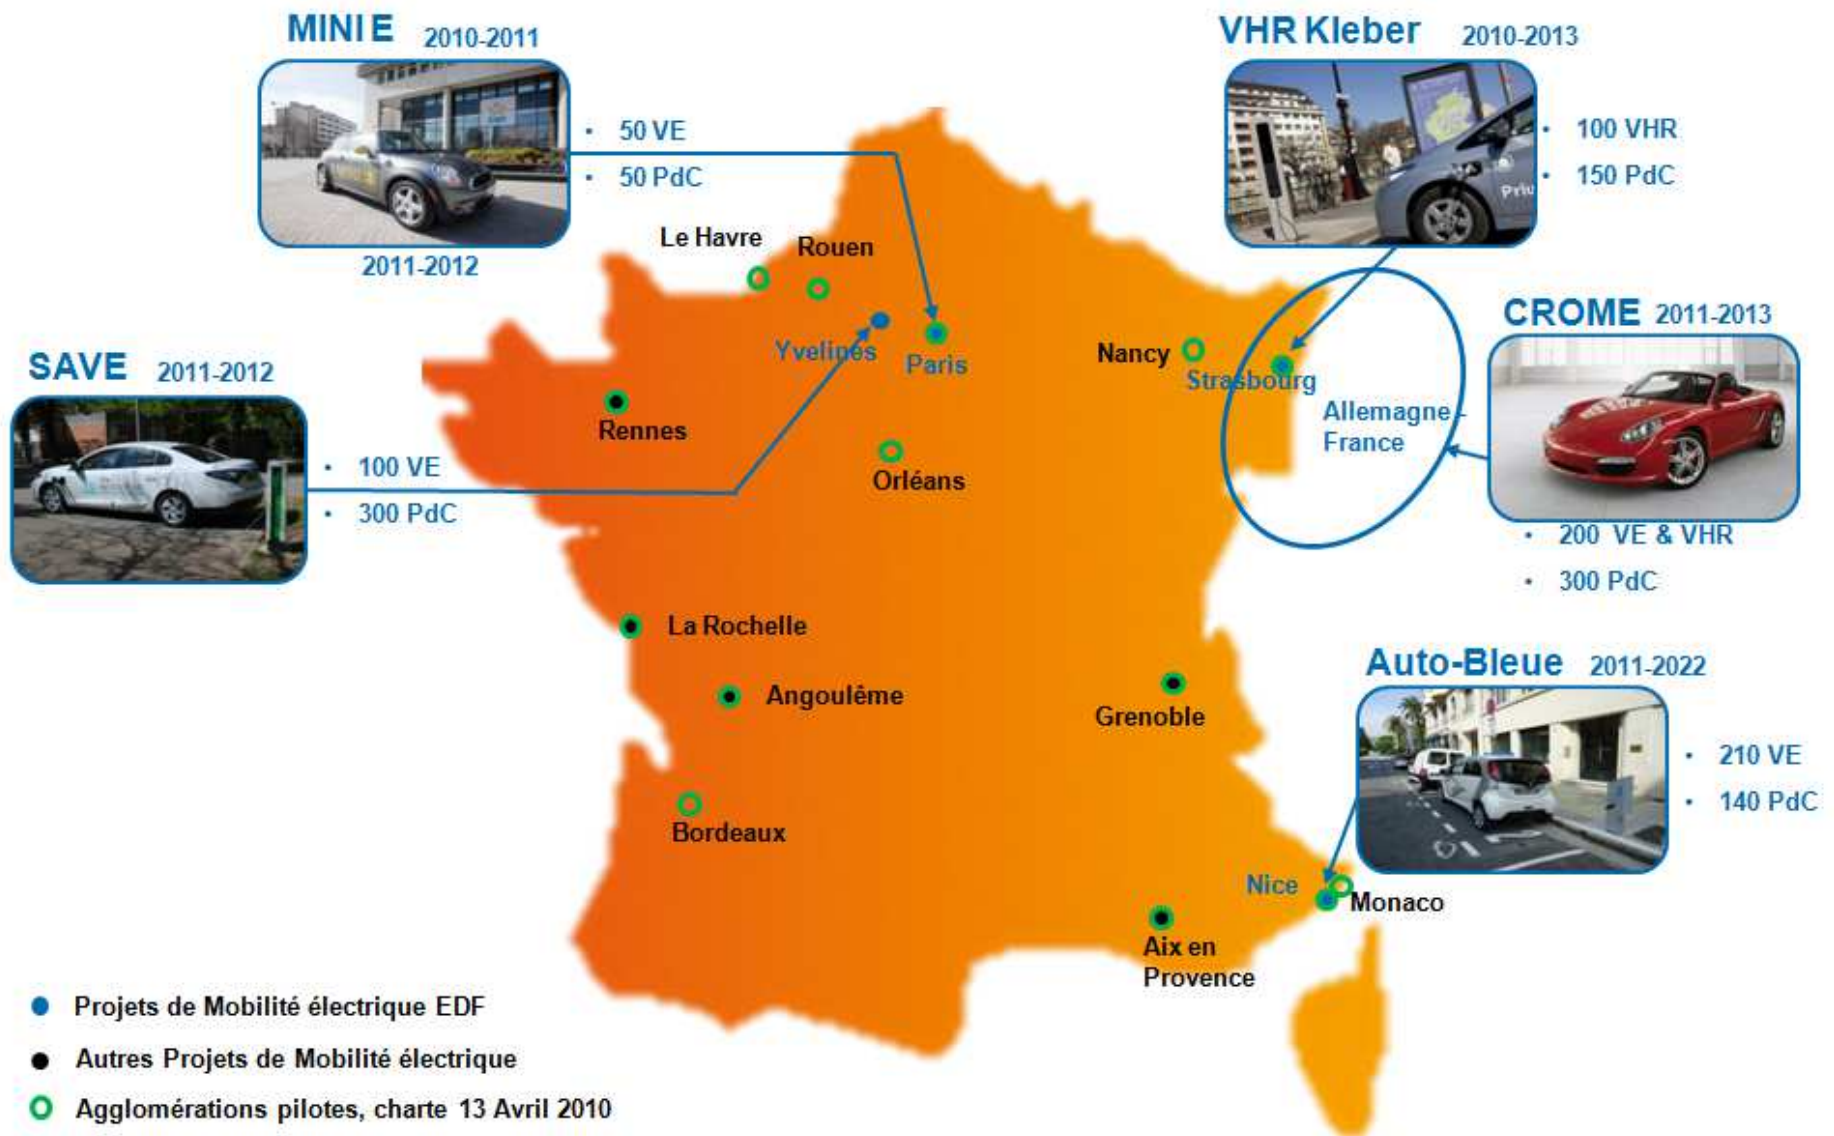 MINI E 2010-2011
• 50 VE
• 50 PdC
2011-2012
VHR Kleber 2010-2013
Priu
• 100 VHR
• 150 PdC
SAVE 2011-2012
• 100 VE
• 300 PdC
CROME 2011-2013
• 200 VE & VHR
• 300 PdC
Auto-Bleue 2011-2022
• 210 VE
• 140 PdC
Le Havre
Rouen
Yvelines
Paris
Nancy
Strasbourg
Allemagne -
France
Rennes
Orléans
La Rochelle
Angoulême
Grenoble
Bordeaux
Nice
Monaco
Aix en
Provence
Projets de Mobilité électrique EDF
Autres Projets de Mobilité électrique
Agglomérations pilotes, charte 13 Avril 2010